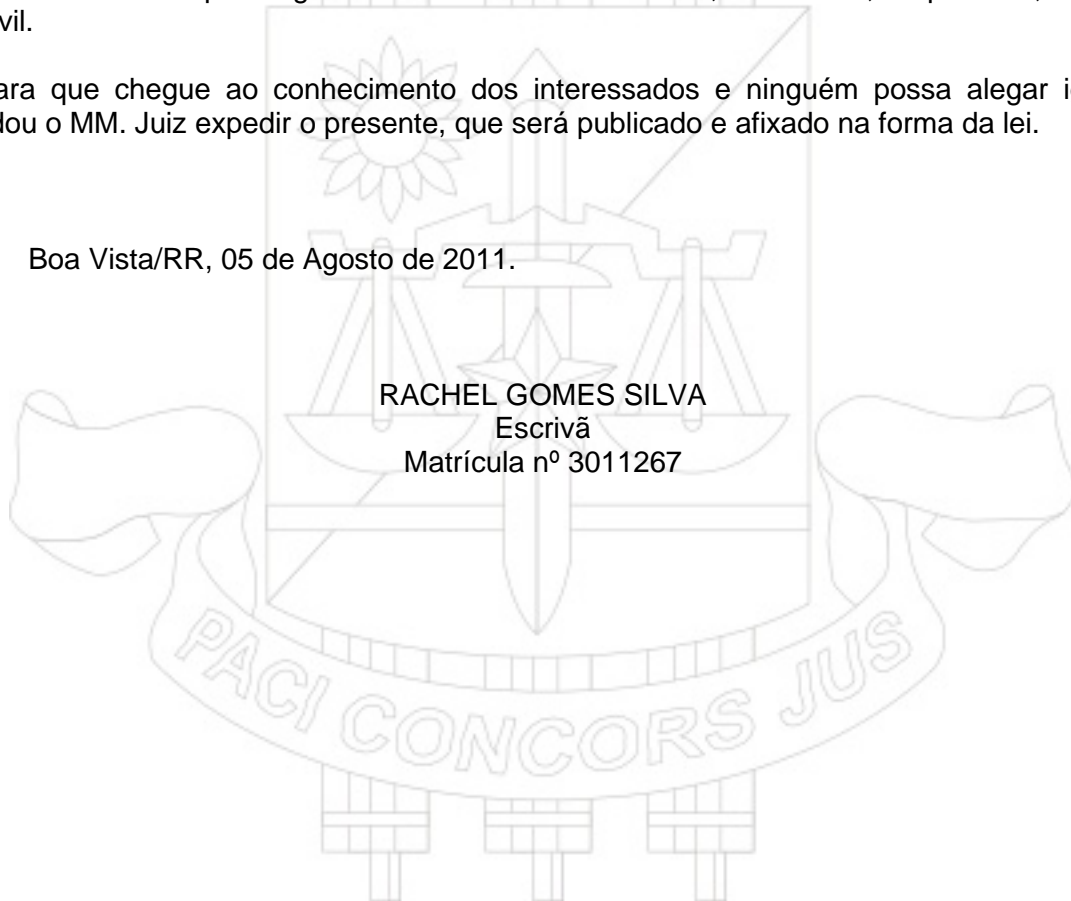 vil.
ara que chegue ao conhecimento dos interessados e ninguém possa alegar
dou o MM. Juiz expedir o presente, que será publicado e afixado na forma da lei.
Boa Vista/RR, 05 de Agosto de 2011.
RACHEL GOMES SILVA
Escrivã
Matrícula nº 3011267
PACI CONCORS JUS